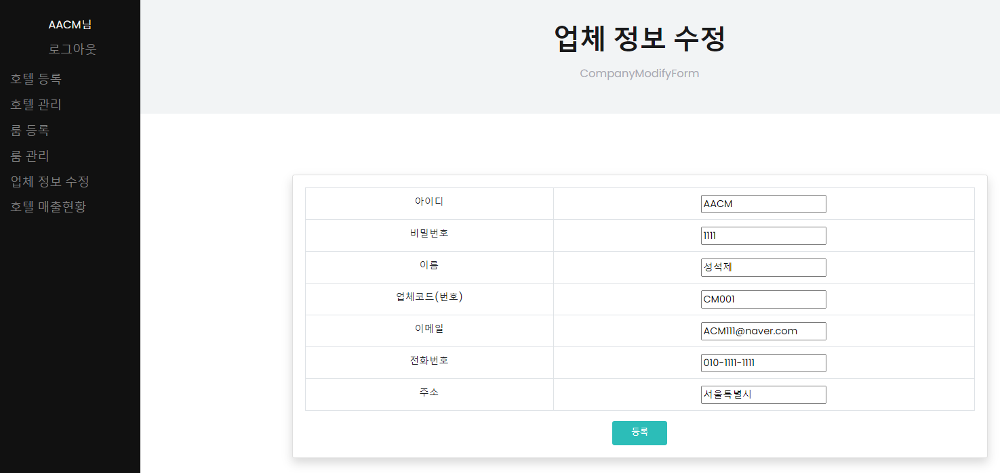 AACM님
로그아웃
호텔 등록
호텔 관리
룸 등록
룸 관리
업체 정보 수정
호텔 매출현황
업체 정보 수정
CompanyModifyForm
아이디 AACM
비밀번호 1111
이름 성석제
업체코드(번호) CM001
이메일 ACM111@naver.com
전화번호 010-1111-1111
주소 서울특별시
등록